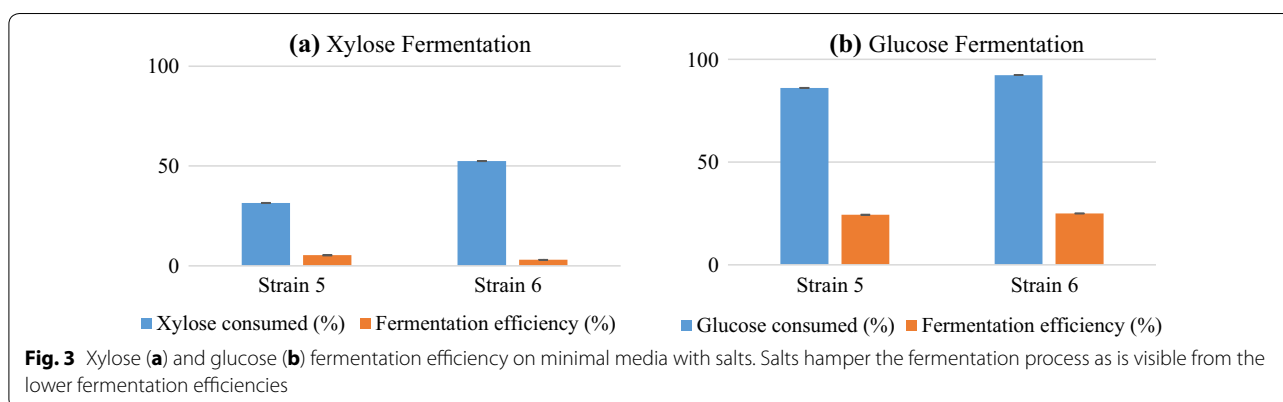 (a) Xylose Fermentation
100
50
0
Strain 5 Strain 6
Xylose consumed (%) Fermentation efficiency (%)
(b) Glucose Fermentation
100
50
0
Strain 5 Strain 6
Glucose consumed (%) Fermentation efficiency (%)
Fig. 3 Xylose (a) and glucose (b) fermentation efficiency on minimal media with salts. Salts hamper the fermentation process as is visible from the
lower fermentation efficiencies